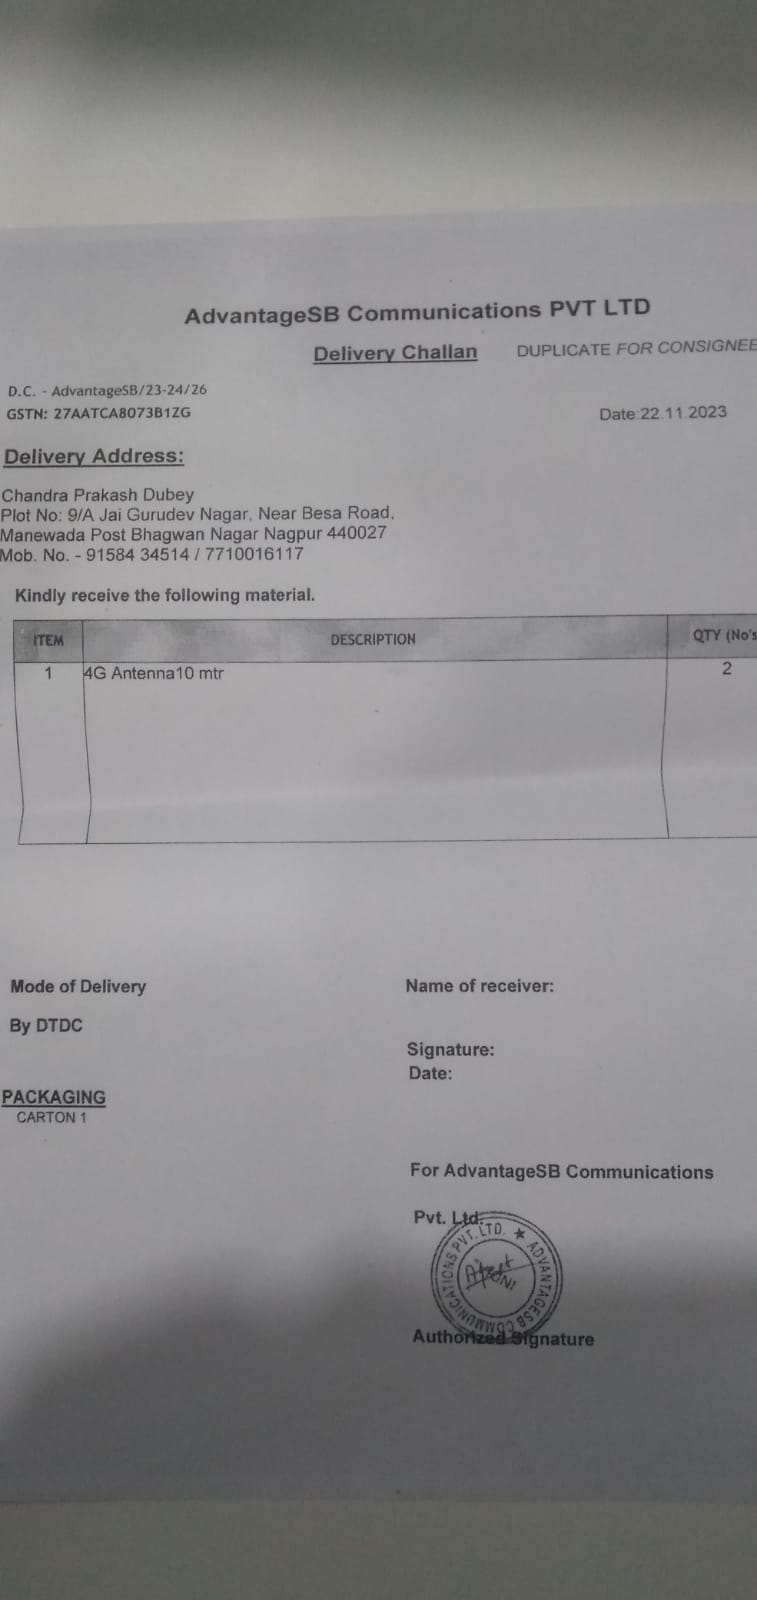 AdvantageSB Communications PVT LTD
Delivery Challan
DUPLICATE FOR CONSIGNEE
D.C. - AdvantageSB/23-24/26
GSTN: 27AATCA8073B1ZG
Date:22.11.2023
Delivery Address:
Chandra Prakash Dubey
Plot No: 9/A Jai Gurudev Nagar, Near Besa Road,
Manewada Post Bhagwan Nagar Nagpur 440027
Mob. No. - 91584 34514 / 7710016117
Kindly receive the following material.
ITEM DESCRIPTION QTY (No's
1 4G Antenna10 mtr 2
Mode of Delivery
Name of receiver:
By DTDC
Signature:
Date:
PACKAGING
CARTON 1
For AdvantageSB Communications
Pvt. Ltd.
ADVANTAGESB COMMUNICATIONS PVT. LTD. ★
Authorized Signature